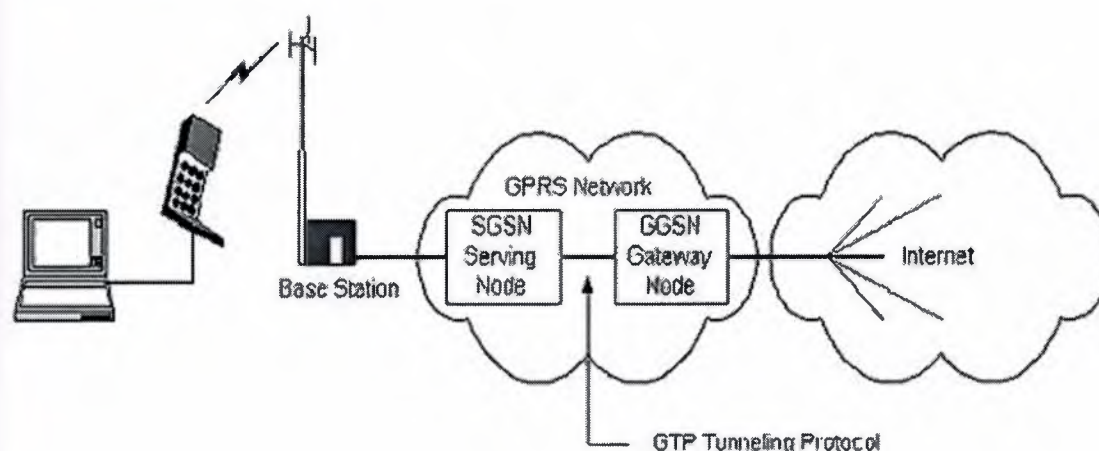 GPRS Network
SGSN
Serving
Node
GGSN
Gateway
Node
Internet
Base Station
GTP Tunneling Protocol